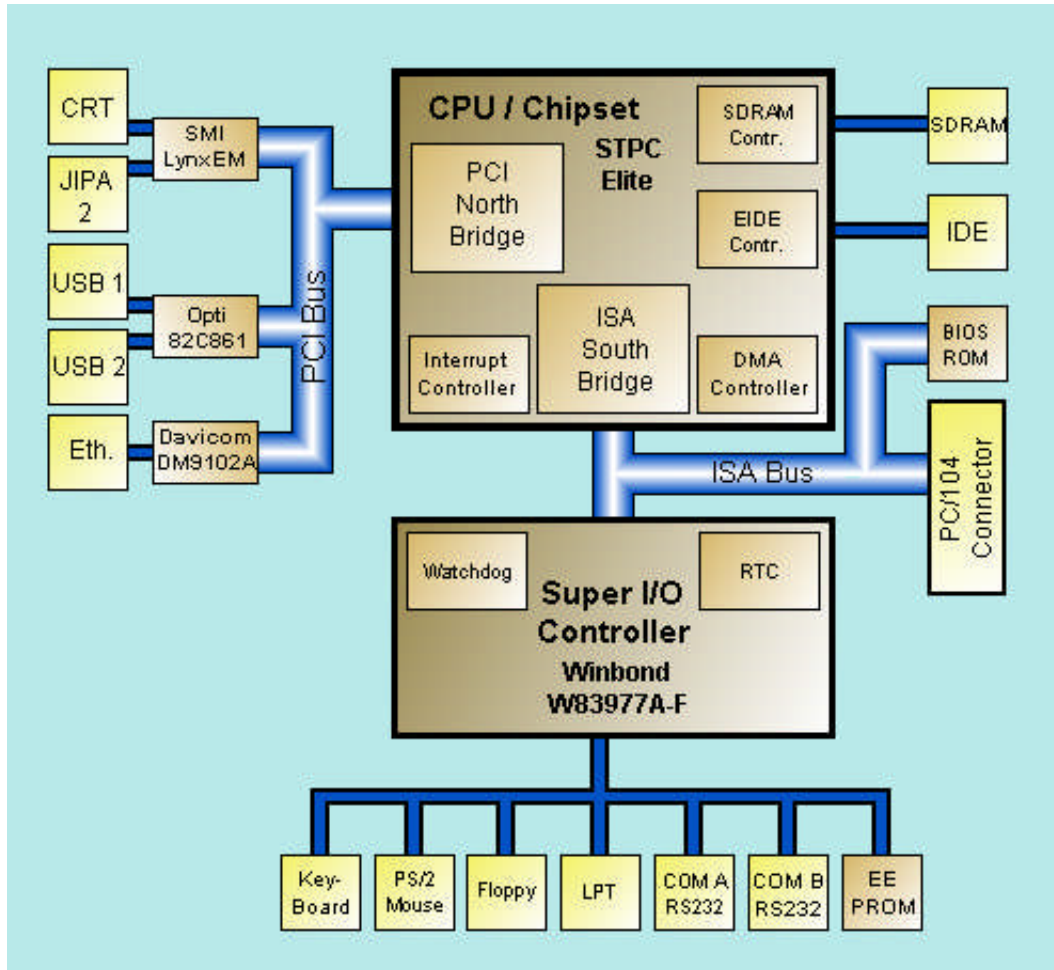 CRT
JIPA
2
USB 1
USB 2
Eth.
SMI
LynxEM
Opti
82C861
Davicom
DM9102A
PCI Bus
CPU / Chipset
STPC
Elite
PCI
North
Bridge
SDRAM
Contr.
EIDE
Contr.
Interrupt
Controller
ISA
South
Bridge
DMA
Controller
SDRAM
IDE
BIOS
ROM
PC/104
Connector
ISA Bus
Watchdog
RTC
Super I/O
Controller
Winbond
W83977A-F
Key-
Board
PS/2
Mouse
Floppy
LPT
COM A
RS232
COM B
RS232
EE
PROM